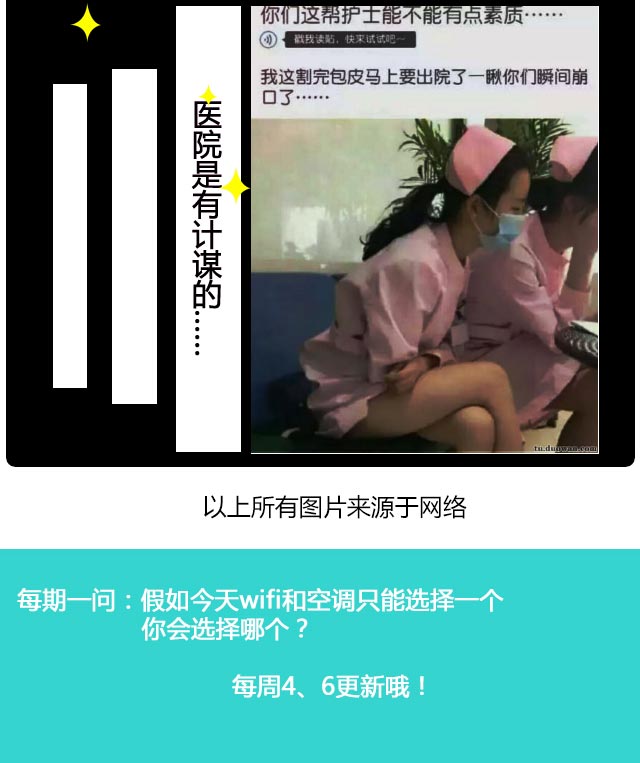 你们这帮护士能不能有点素质……
戳我读贴，快来试试吧~
我这割完包皮马上要出院了一瞅你们瞬间崩
口了……
医院是有计谋的……
tu.duowan.com
以上所有图片来源于网络
每期一问：假如今天wifi和空调只能选择一个
你会选择哪个？
每周4、6更新哦！